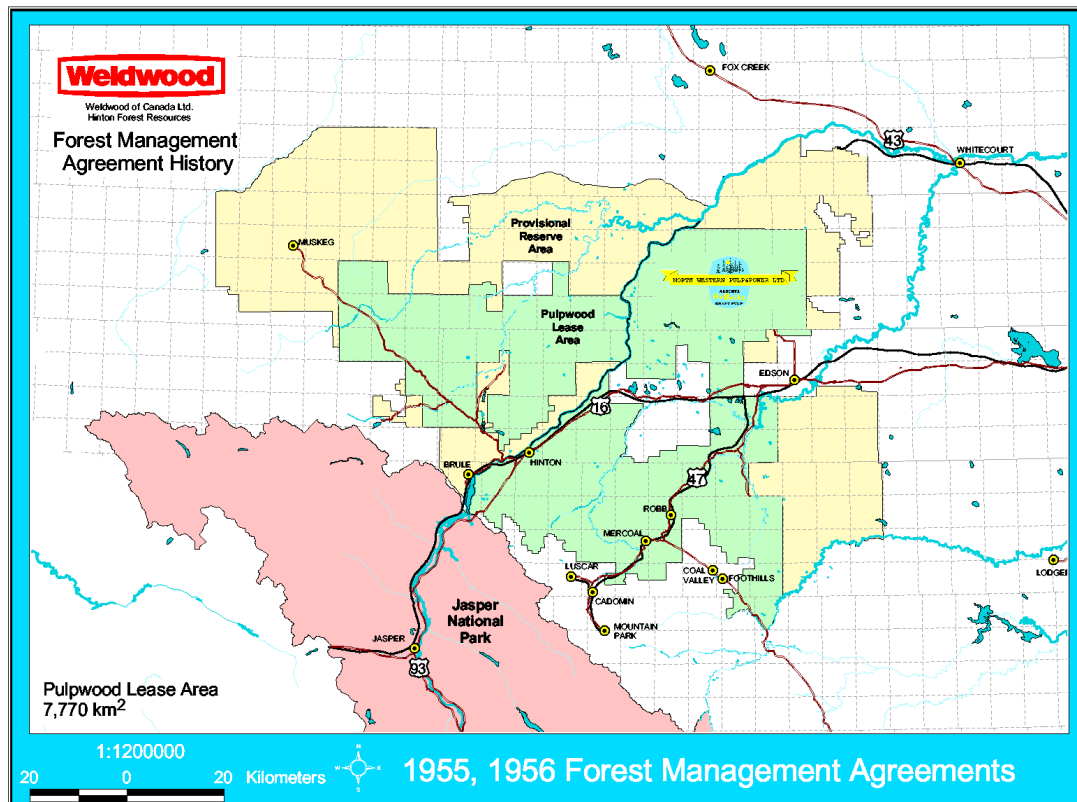 Weldwood
Weldwood of Canada Ltd.
Hinton Forest Resources
Forest Management
Agreement History
FOX CREEK
43
WHITECOURT
MUSKEG
Provisional
Reserve
Area
NORTH WESTERN PULP & POWER LTD.
ALBERTA
KRAFT PULP
Pulpwood
Lease
Area
EDSON
16
HINTON
BRULE
47
ROBB
MERCOAL
LUSCAR
COAL
VALLEY
FOOTHILLS
CADOMIN
MOUNTAIN
PARK
LODGE
Jasper
National
Park
JASPER
93
Pulpwood Lease Area
7,770 km2
1:1200000
20 0 20 Kilometers
N
W E
S
1955, 1956 Forest Management Agreements